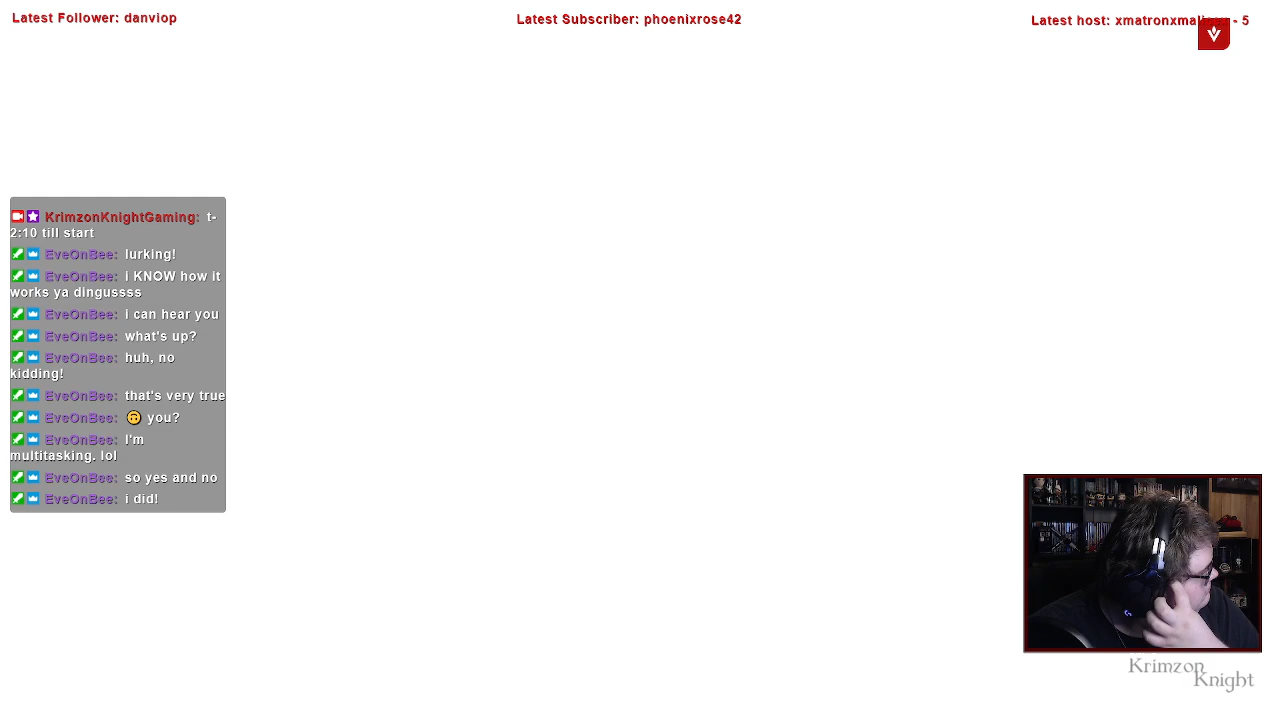 Latest Follower: danviop
Latest Subscriber: phoenixrose42
Latest host: - 5
KrimzonKnightGaming: t-
2:10 till start
EveOnBee: lurking!
EveOnBee: i KNOW how it
works ya dingussss
EveOnBee: i can hear you
EveOnBee: what's up?
EveOnBee: huh, no
kidding!
EveOnBee: that's very true
EveOnBee: 🙃 you?
EveOnBee: I'm
multitasking. lol
EveOnBee: so yes and no
EveOnBee: i did!
Krimzon
Knight